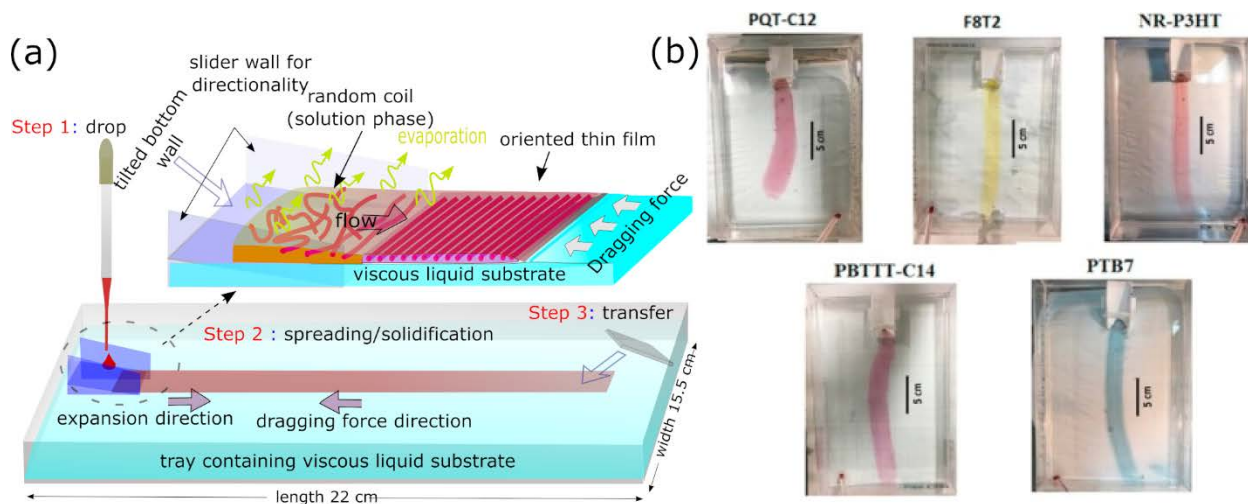 (a)
slider wall for
directionality
random coil
(solution phase)
evaporation
oriented thin film
Step 1: drop
tilted bottom
wall
flow
Dragging force
viscous liquid substrate
Step 3: transfer
Step 2 : spreading/solidification
expansion direction
dragging force direction
width 15.5 cm
tray containing viscous liquid substrate
length 22 cm
(b)
PQT-C12
F8T2
NR-P3HT
5 cm
5 cm
5 cm
PBTTT-C14
PTB7
5 cm
5 cm